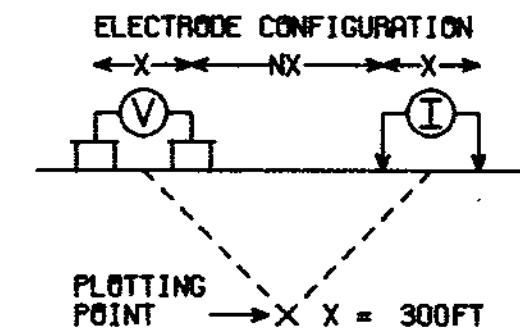 ELECTRODE CONFIGURATION
X NX X
V I
PLOTTING
POINT X X = 300FT